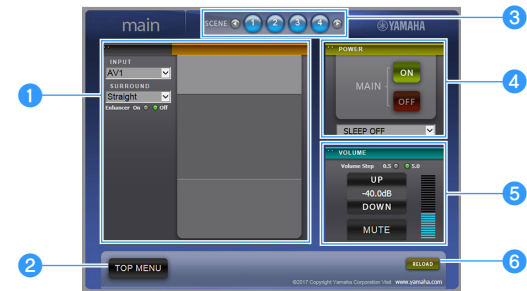 main
SCENE 1 2 3 4
YAMAHA
3
1
INPUT
AV1
SURROUND
Straight
Enhancer On Off
POWER
MAIN
ON
OFF
SLEEP OFF
4
VOLUME
Volume Step 0.5 5.0
UP
-40.0dB
DOWN
MUTE
5
2
TOP MENU
RELOAD
6
©2017 Copyright Yamaha Corporation Visit www.yamaha.com